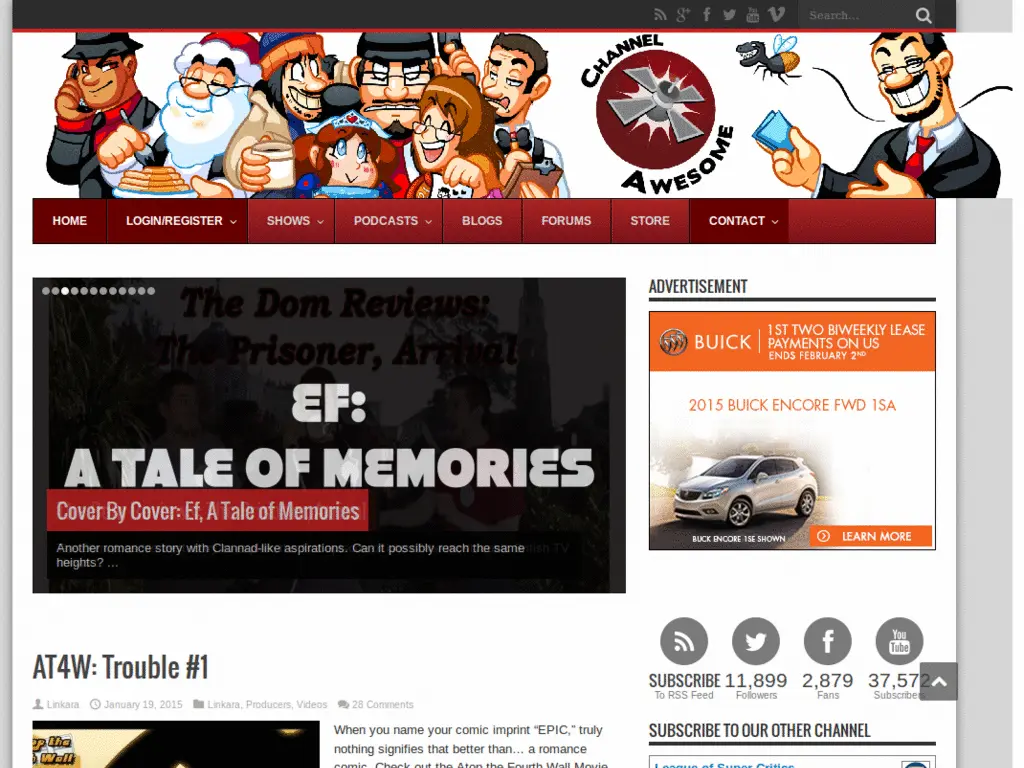 Search...
CHANNEL
AWESOME
HOME
LOGIN/REGISTER
SHOWS
PODCASTS
BLOGS
FORUMS
STORE
CONTACT
The Dom Reviews:
The Prisoner, Arrival
EF:
A TALE OF MEMORIES
Cover By Cover: Ef, A Tale of Memories
Another romance story with Clannad-like aspirations. Can it possibly reach the same
heights? ...
ADVERTISEMENT
BUICK
1ST TWO BIWEEKLY LEASE
PAYMENTS ON US
ENDS FEBRUARY 2ND
2015 BUICK ENCORE FWD 1SA
BUICK ENCORE 1SE SHOWN
LEARN MORE
You
Tube
SUBSCRIBE
To RSS Feed
11,899
Followers
2,879
Fans
37,572
Subscribers
SUBSCRIBE TO OUR OTHER CHANNEL
League of Super Critics
AT4W: Trouble #1
Linkara
January 19, 2015
Linkara, Producers, Videos
28 Comments
When you name your comic imprint “EPIC,” truly
nothing signifies that better than… a romance
comic. Check out the Atop the Fourth Wall Movie